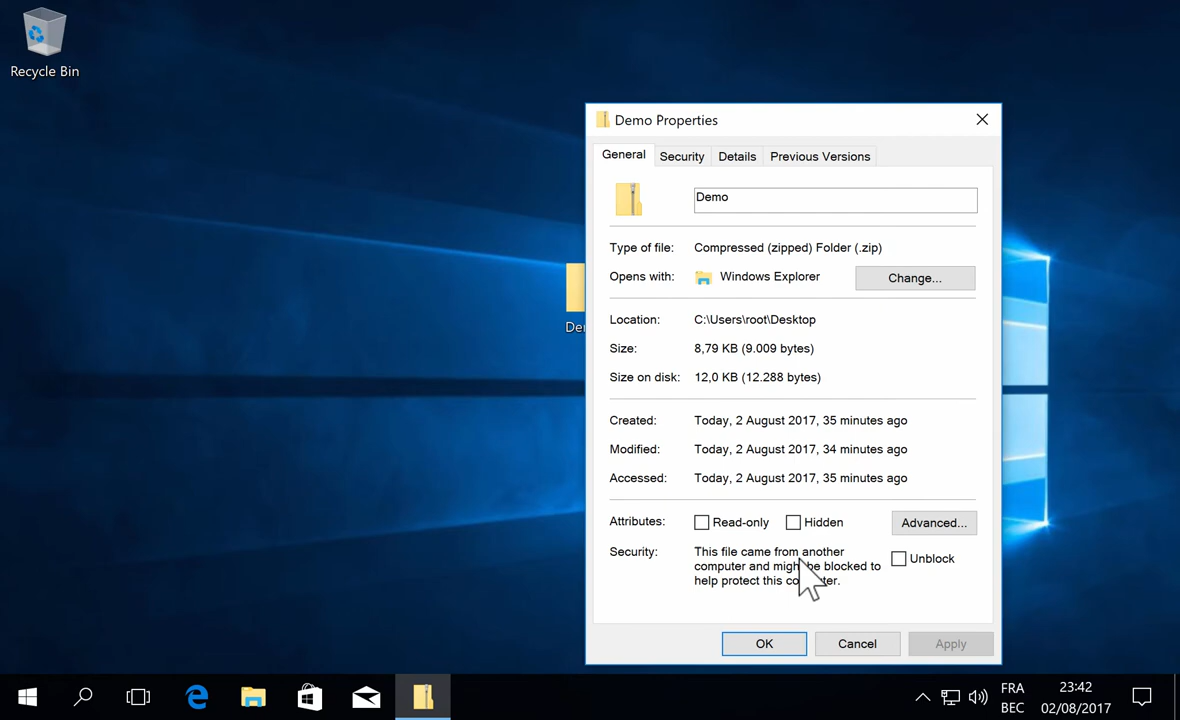 Recycle Bin
Demo Properties
General Security Details Previous Versions
Demo
Type of file: Compressed (zipped) Folder (.zip)
Opens with: Windows Explorer Change...
Location: C:\Users\root\Desktop
De
Size: 8,79 KB (9.009 bytes)
Size on disk: 12,0 KB (12.288 bytes)
Created: Today, 2 August 2017, 35 minutes ago
Modified: Today, 2 August 2017, 34 minutes ago
Accessed: Today, 2 August 2017, 35 minutes ago
Attributes: Read-only Hidden Advanced...
Security: This file came from another
computer and might be blocked to
help protect this computer.
Unblock
OK Cancel Apply
FRA
BEC
23:42
02/08/2017